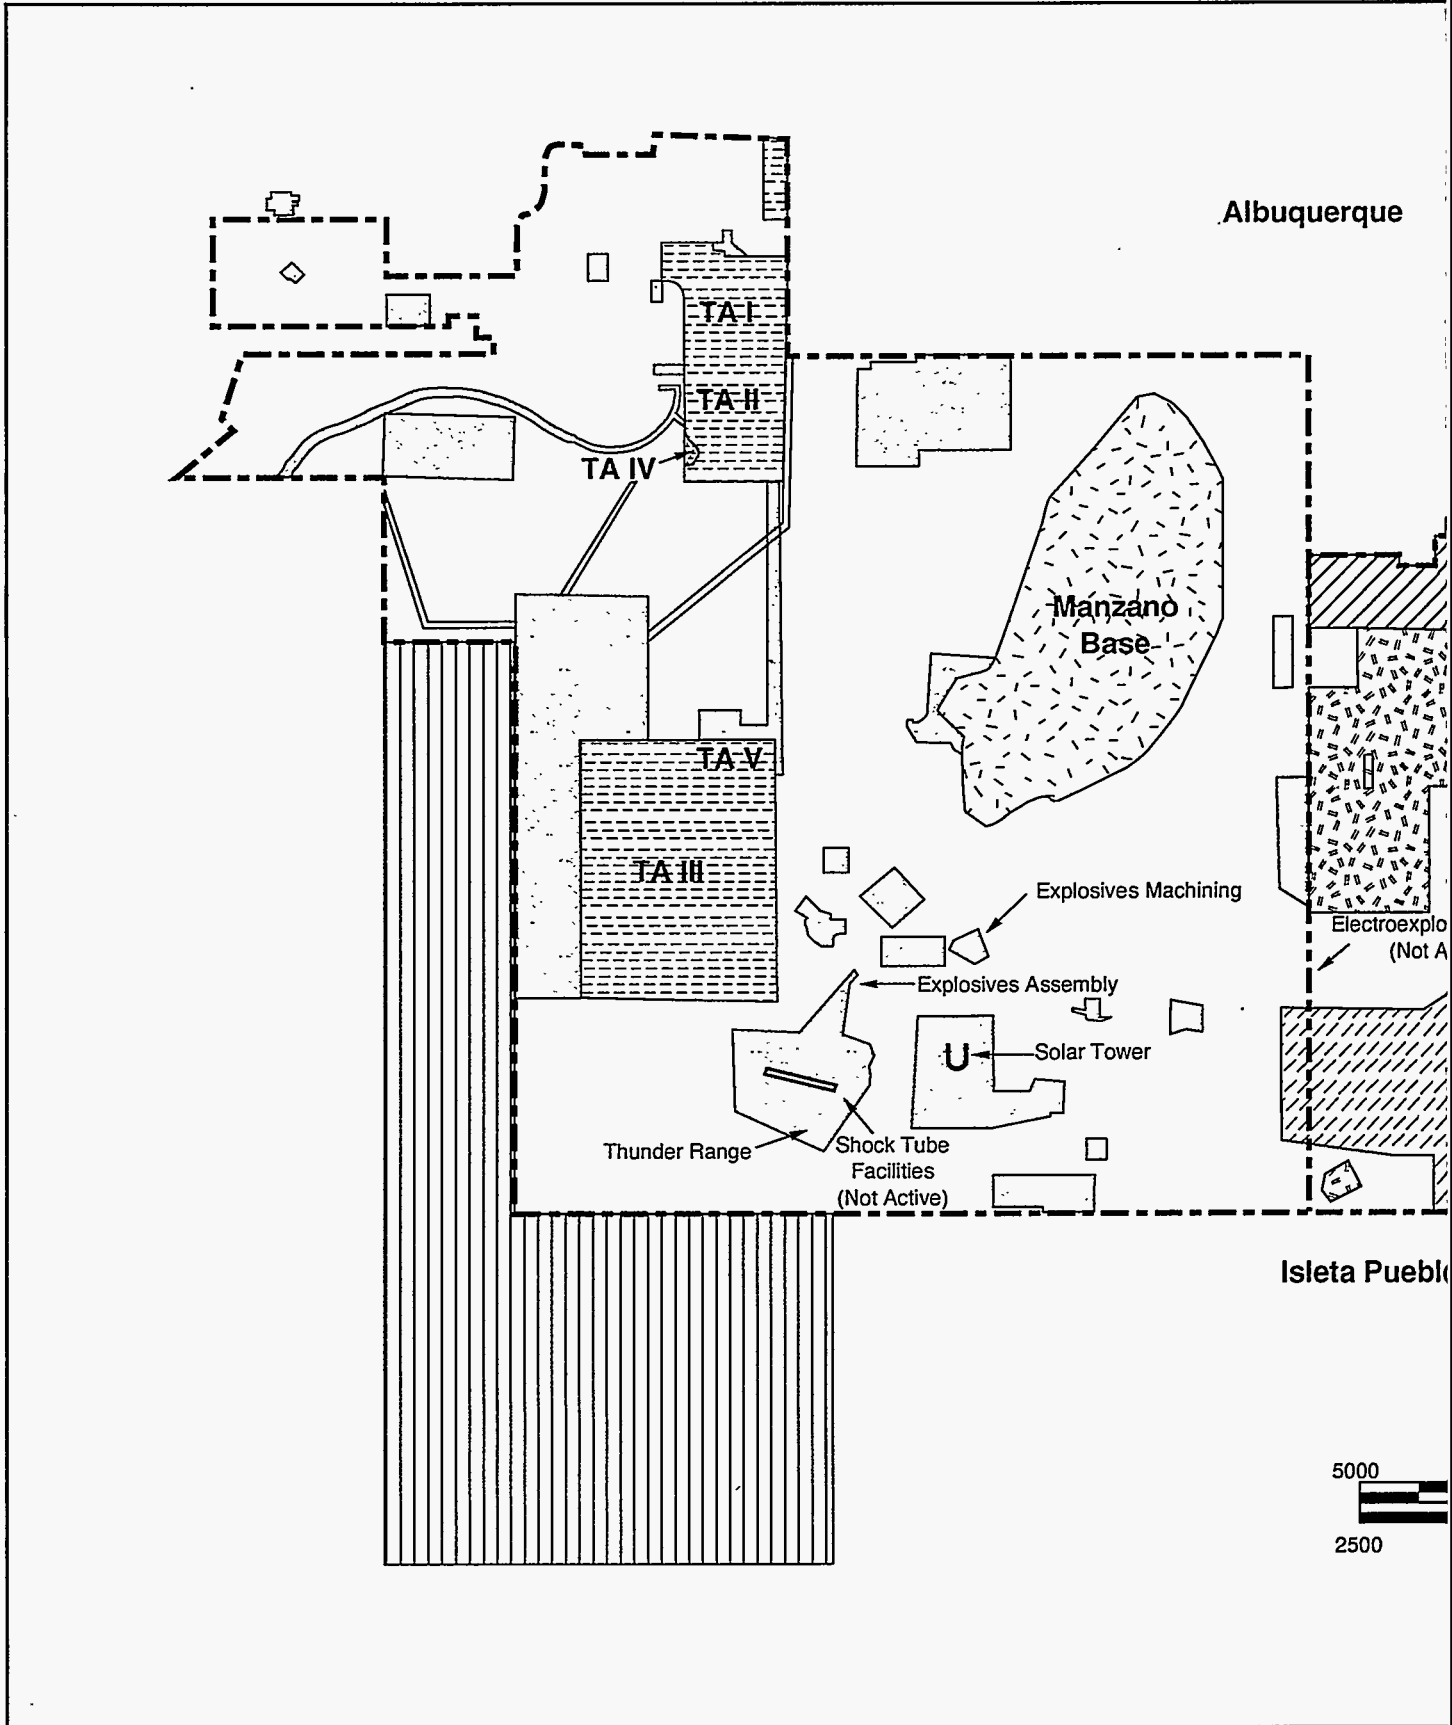 Albuquerque
TA I
TA II
TA IV
Manzano
Base
TA V
TA III
Explosives Machining
Electroexplo
(Not A
Explosives Assembly
Solar Tower
Thunder Range
Shock Tube
Facilities
(Not Active)
Isleta Pueblo
5000
2500